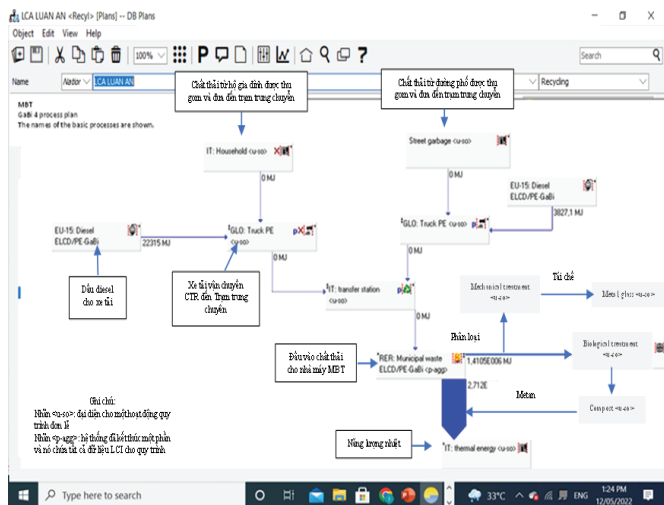 LCA LUAN AN <Recyl> [Plans] -- DB Plans
Object Edit View Help
100%
P
?
Search
Name
Nador
LCA LUAN AN
Recyding
MBT
GaBi 4 process plan
The names of the basic processes are shown.
Chất thải từ hộ gia đình được thu
gom và đưa đến trạm trung chuyển
Chất thải từ đường phố được thu
gom và đưa đến trạm trung chuyển
IT: Household <u-so>
Street garbage <u-so>
0 MJ
0 MJ
EU-15: Diesel
ELCD/PE-GaBi
3827,1 MJ
EU-15: Diesel
ELCD/PE-GaBi
22315 MJ
GLO: Truck PE
<u-so>
pX
GLO: Truck PE <u-so>
0 MJ
0 MJ
Dầu diesel
cho xe tải
Xe tải vận chuyển
CTR đến Trạm trung
chuyển
IT: transfer station
<u-so>
0 MJ
Mechanical treatment
<u-so>
Tái chế
Metal glass <u-so>
Phân loại
Đầu vào chất thải
cho nhà máy MBT
RER: Municipal waste
ELCD/PE-GaBi <p-agg>
1,4105E006 MJ
2,712E
Biological treatment
<u-so>
Metan
Compost <u-so>
Năng lượng nhiệt
IT: thermal energy <u-so>
Ghi chú:
Nhãn <u-so>: đại diện cho một hoạt động quy
trình đơn lẻ
Nhãn <p-agg>: hệ thống đã kết thúc một phần
và nó chứa tất cả dữ liệu LCI cho quy trình
Type here to search
33°C
ENG
1:24 PM
12/05/2022